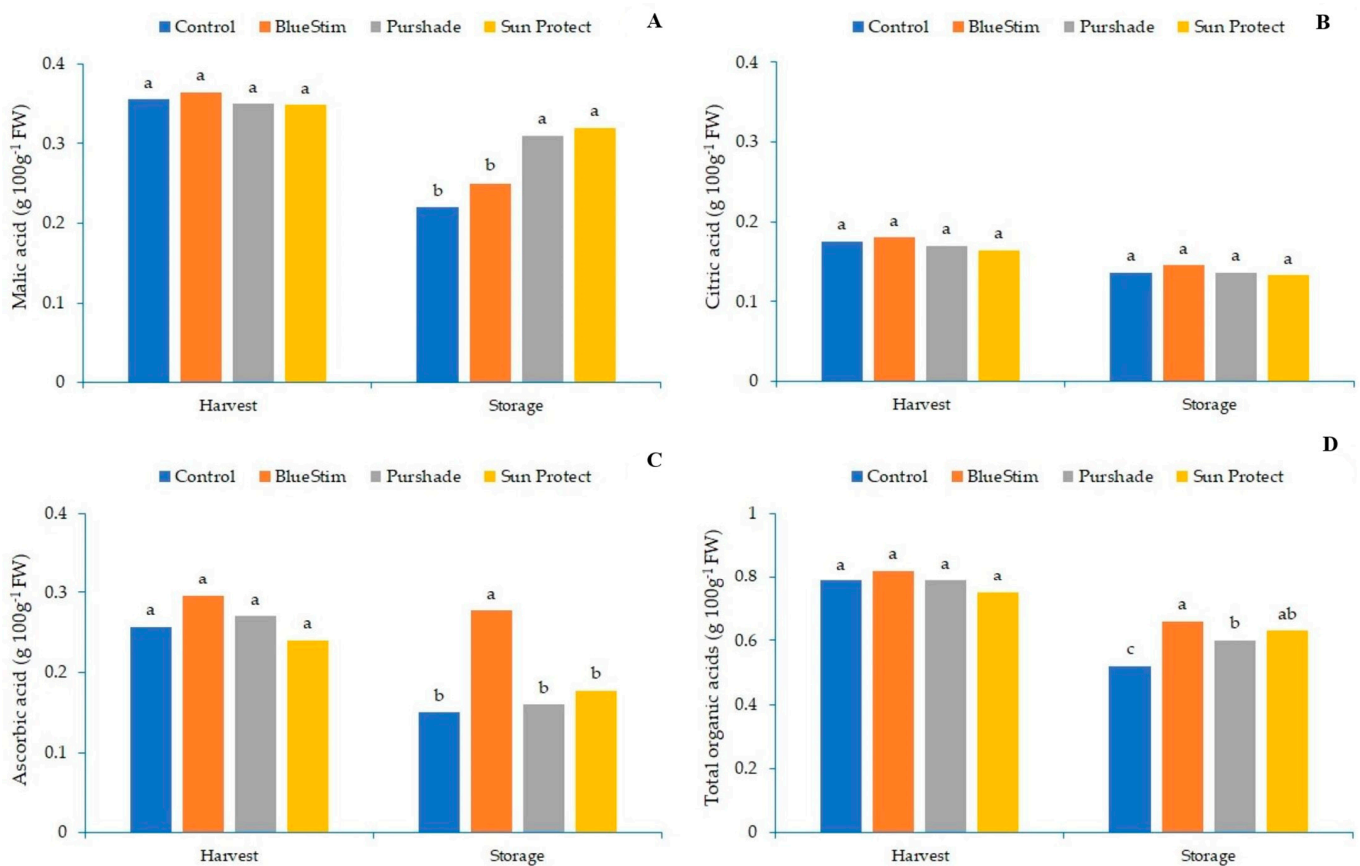 Control BlueStim Purshade Sun Protect A
Malic acid (g 100g⁻¹ FW)
0.4
0.3
0.2
0.1
0
a a a a
b b a a
Harvest Storage
Control BlueStim Purshade Sun Protect B
Citric acid (g 100g⁻¹ FW)
0.4
0.3
0.2
0.1
0
a a a a
a a a a
Harvest Storage
Control BlueStim Purshade Sun Protect C
Ascorbic acid (g 100g⁻¹ FW)
0.4
0.3
0.2
0.1
0
a a a a
b a b b
Harvest Storage
Control BlueStim Purshade Sun Protect D
Total organic acids (g 100g⁻¹ FW)
1
0.8
0.6
0.4
0.2
0
a a a a
c a b ab
Harvest Storage